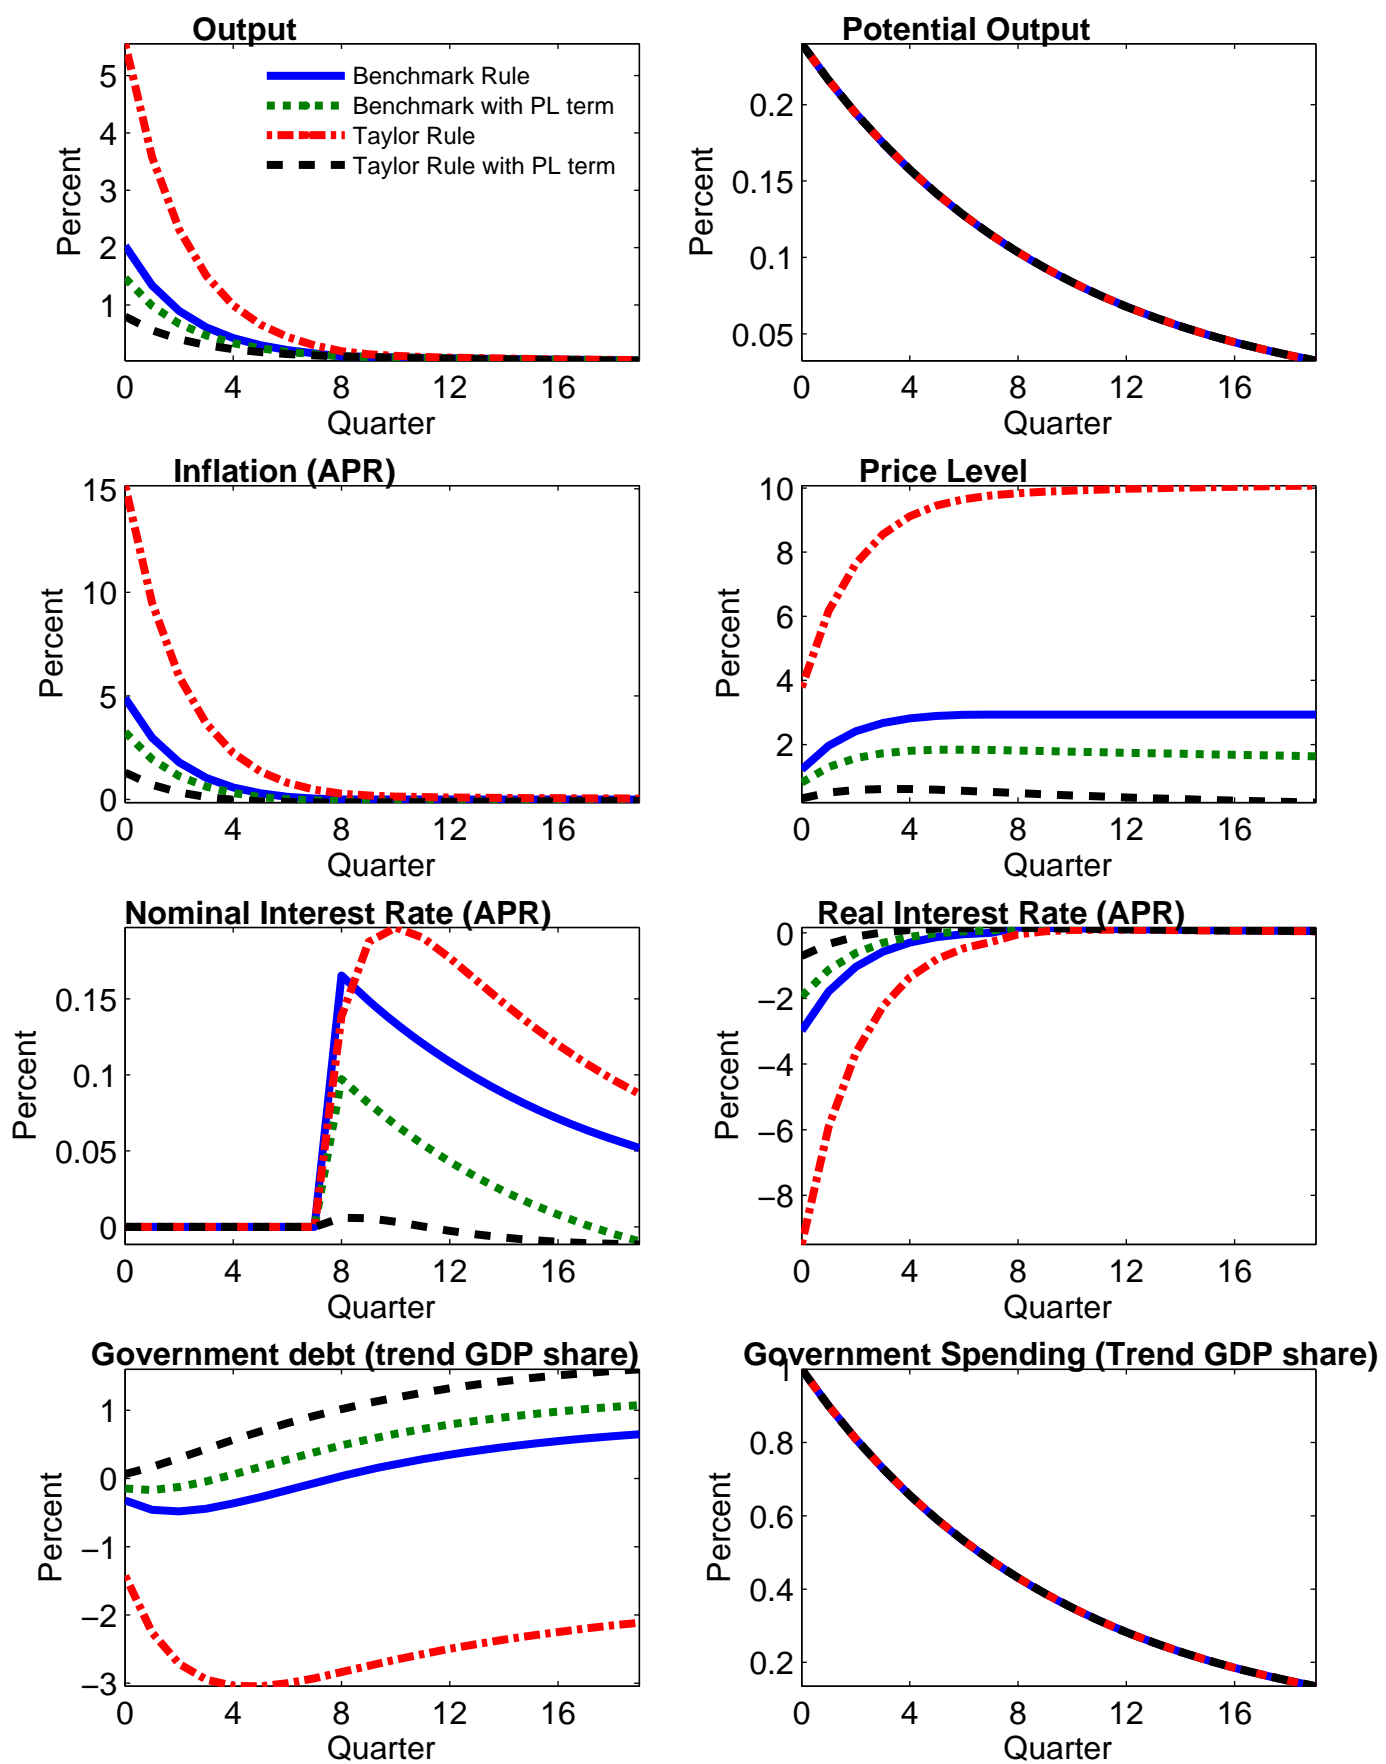 Output
Percent
5
4
3
2
1
0 4 8 12 16
Quarter
Benchmark Rule
Benchmark with PL term
Taylor Rule
Taylor Rule with PL term
Potential Output
Percent
0.2
0.15
0.1
0.05
0 4 8 12 16
Quarter
Inflation (APR)
Percent
15
10
5
0
0 4 8 12 16
Quarter
Price Level
Percent
10
8
6
4
2
0 4 8 12 16
Quarter
Nominal Interest Rate (APR)
Percent
0.15
0.1
0.05
0
0 4 8 12 16
Quarter
Real Interest Rate (APR)
Percent
0
−2
−4
−6
−8
0 4 8 12 16
Quarter
Government debt (trend GDP share)
Percent
1
0
−1
−2
−3
0 4 8 12 16
Quarter
Government Spending (Trend GDP share)
Percent
1
0.8
0.6
0.4
0.2
0 4 8 12 16
Quarter